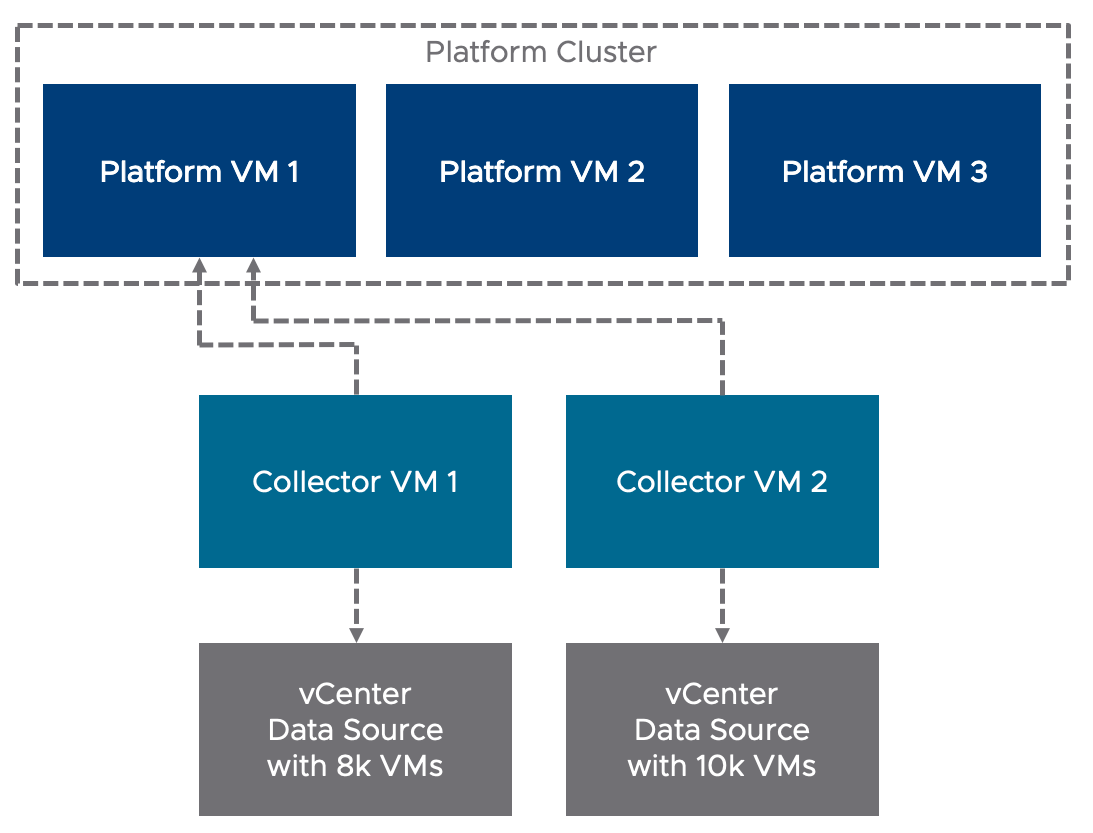 Platform Cluster
Platform VM 1
Platform VM 2
Platform VM 3
Collector VM 1
Collector VM 2
vCenter
Data Source
with 8k VMs
vCenter
Data Source
with 10k VMs